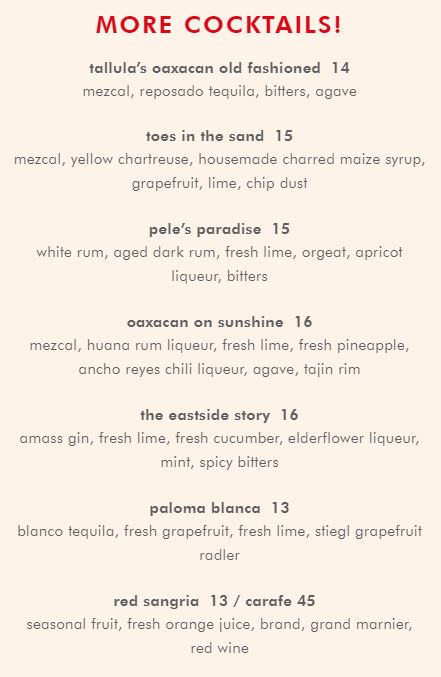 MORE COCKTAILS!
tallula's oaxacan old fashioned 14
mezcal, reposado tequila, bitters, agave
toes in the sand 15
mezcal, yellow chartreuse, housemade charred maize syrup,
grapefruit, lime, chip dust
pele's paradise 15
white rum, aged dark rum, fresh lime, orgeat, apricot
liqueur, bitters
oaxacan on sunshine 16
mezcal, huana rum liqueur, fresh lime, fresh pineapple,
ancho reyes chili liqueur, agave, tajin rim
the eastside story 16
amass gin, fresh lime, fresh cucumber, elderflower liqueur,
mint, spicy bitters
paloma blanca 13
blanco tequila, fresh grapefruit, fresh lime, stiegl grapefruit
radler
red sangria 13 / carafe 45
seasonal fruit, fresh orange juice, brand, grand marnier,
red wine